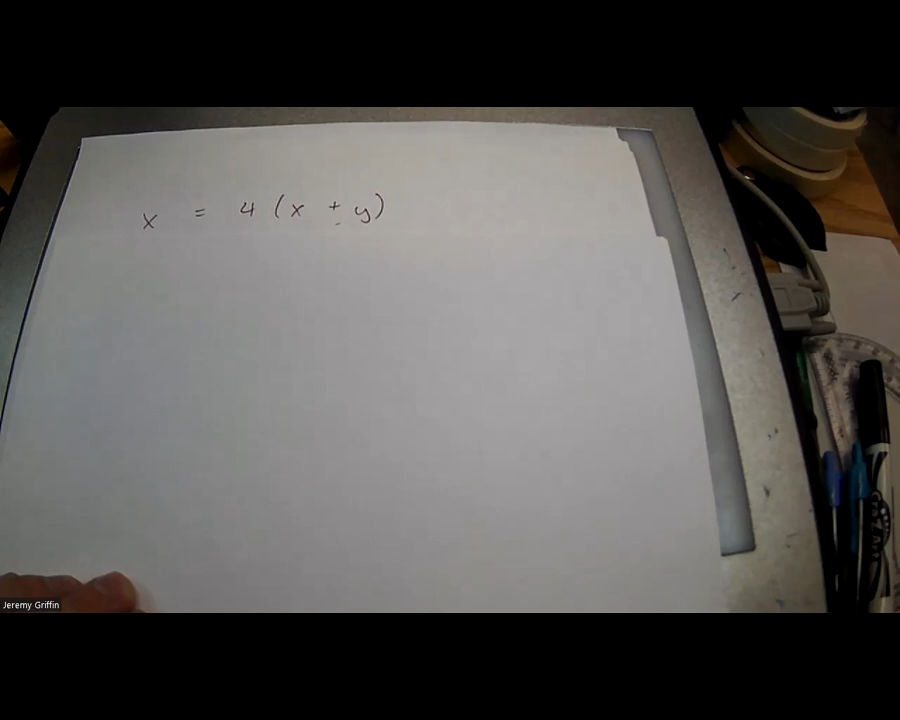 x = 4 (x + y)
Jeremy Griffin